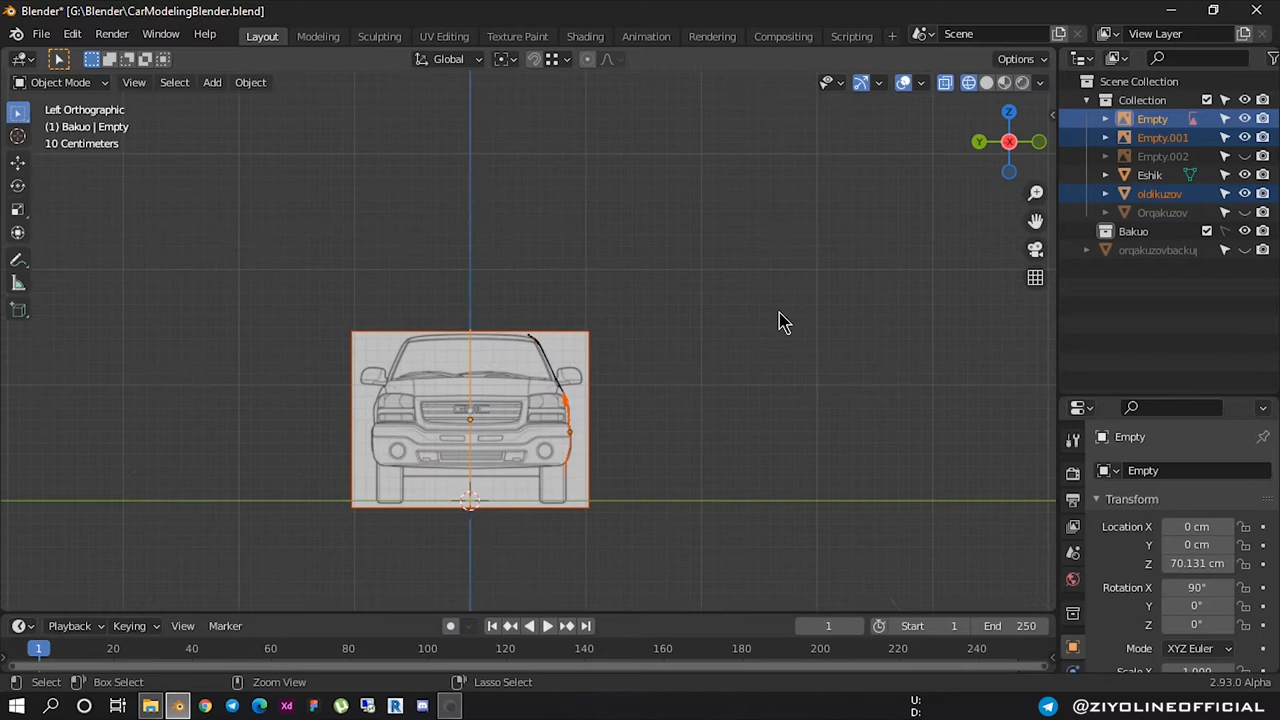 Blender* [G:\Blender\CarModelingBlender.blend]
File Edit Render Window Help Layout Modeling Sculpting UV Editing Texture Paint Shading Animation Rendering Compositing Scripting + Scene View Layer
Global Options
Object Mode View Select Add Object
Left Orthographic
(1) Bakuo | Empty
10 Centimeters
Z
Y
X
Scene Collection
Collection
Empty
Empty.001
Empty.002
Eshik
oldikuzov
Orqakuzov
Bakuo
orqakuzovbackup
Empty
Empty
Transform
Location X 0 cm
Y 0 cm
Z 70.131 cm
Rotation X 90°
Y 0°
Z 0°
Mode XYZ Euler
Playback Keying View Marker 1 Start 1 End 250
1 20 40 60 80 100 120 140 160 180 200 220 240
Select Box Select Zoom View Lasso Select 2.93.0 Alpha
U:
D:
@ZIYOLINEOFFICIAL